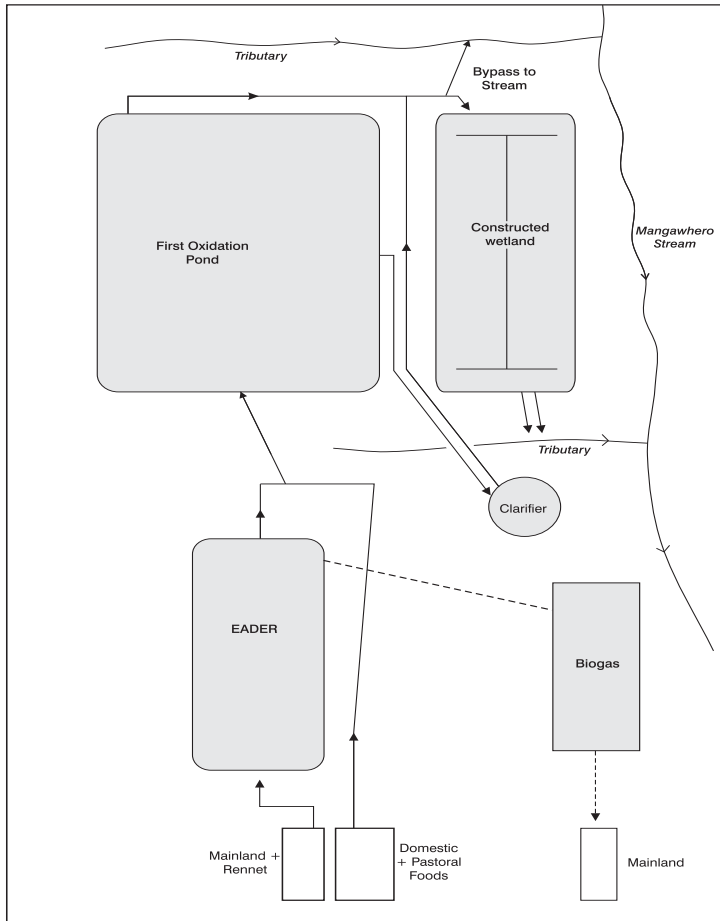 Tributary
Bypass to
Stream
First Oxidation
Pond
Constructed
wetland
Mangawhero
Stream
Tributary
Clarifier
EADER
Biogas
Mainland +
Rennet
Domestic
+ Pastoral
Foods
Mainland